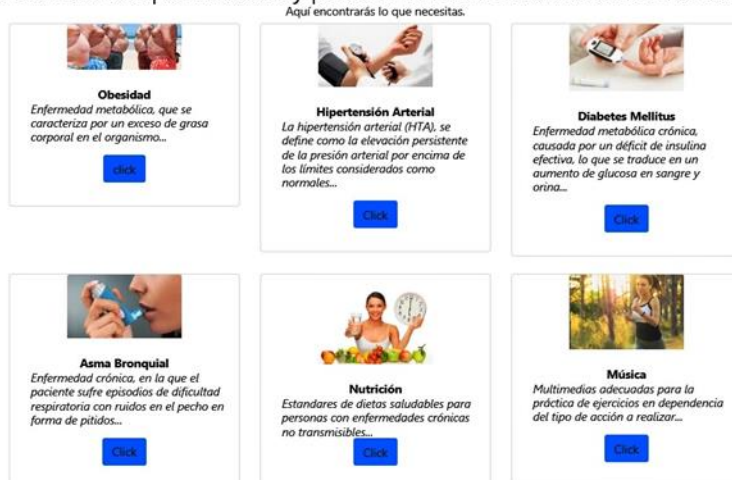 Aquí encontrarás lo que necesitas.
Obesidad
Enfermedad metabólica, que se
caracteriza por un exceso de grasa
corporal en el organismo...
click
Hipertensión Arterial
La hipertensión arterial (HTA), se
define como la elevación persistente
de la presión arterial por encima de
los límites considerados como
normales...
Click
Diabetes Mellitus
Enfermedad metabólica crónica,
causada por un déficit de insulina
efectiva, lo que se traduce en un
aumento de glucosa en sangre y
orina...
Click
Asma Bronquial
Enfermedad crónica, en la que el
paciente sufre episodios de dificultad
respiratoria con ruidos en el pecho en
forma de pitidos...
Click
Nutrición
Estandares de dietas saludables para
personas con enfermedades crónicas
no transmisibles...
Click
Música
Multimedias adecuadas para la
práctica de ejercicios en dependencia
del tipo de acción a realizar...
Click